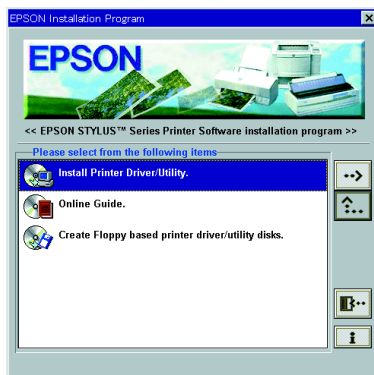 EPSON Installation Program
EPSON
<< EPSON STYLUS™ Series Printer Software installation program >>
Please select from the following items
Install Printer Driver/Utility.
Online Guide.
Create Floppy based printer driver/utility disks.